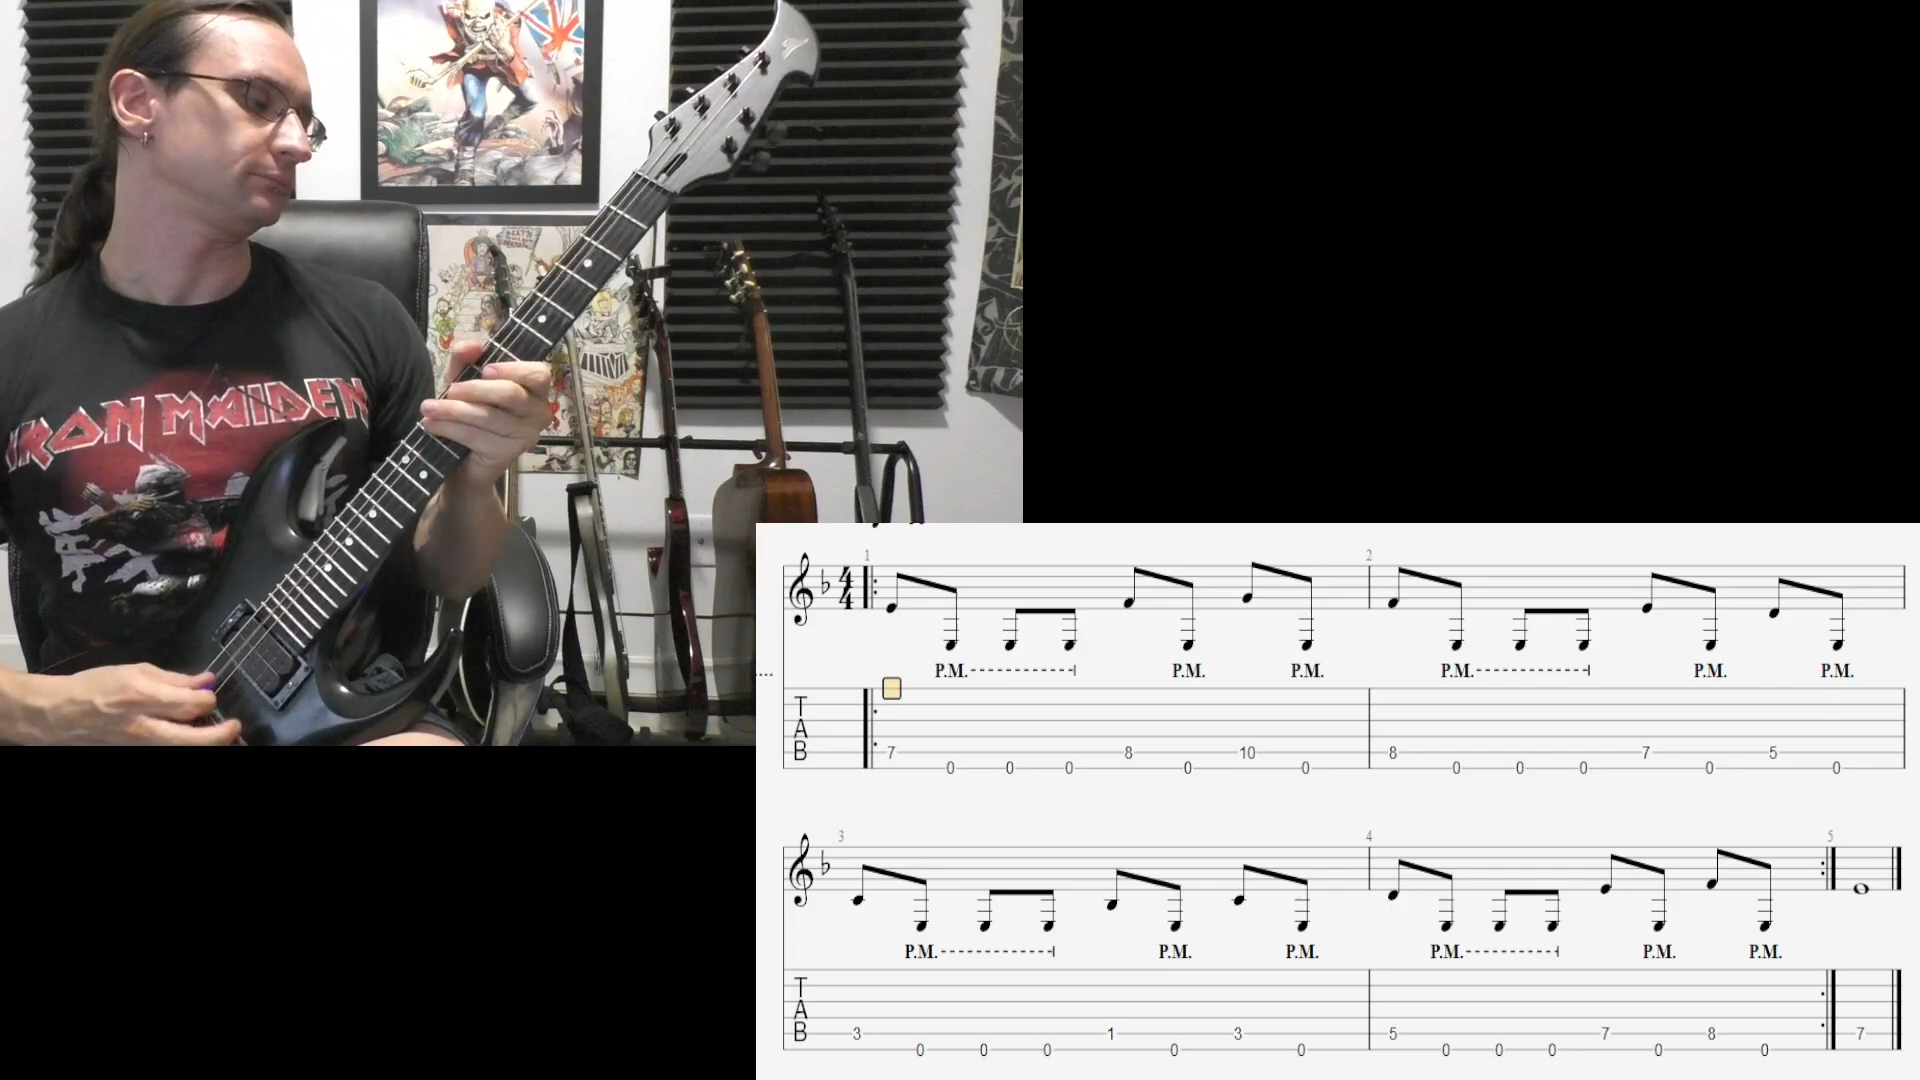 IRON MAIDEN
1 2
4
4
P.M. P.M. P.M. P.M. P.M. P.M.
T
A
B
7 8 10 8 7 5
0 0 0 0 0 0 0 0 0 0
3 4 5
P.M. P.M. P.M. P.M. P.M. P.M.
T
A
B
3 1 3 5 7 8 7
0 0 0 0 0 0 0 0 0 0